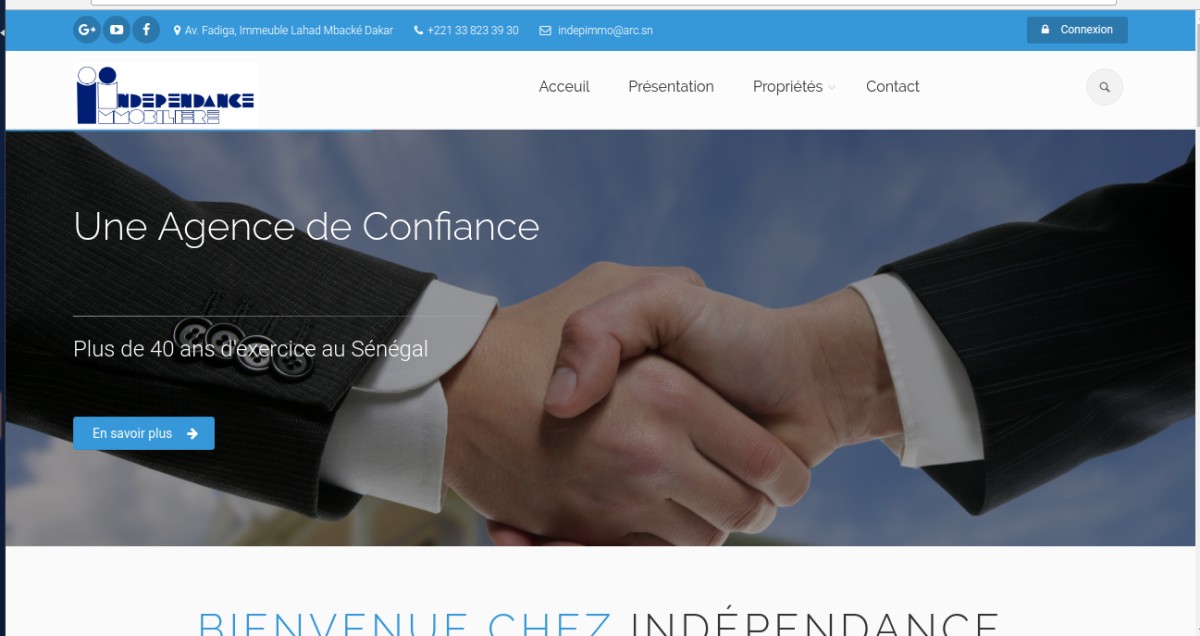 G+ f Av. Fadiga, Immeuble Lahad Mbacké Dakar +221 33 823 39 30 indepimmo@arc.sn Connexion
INDEPENDANCE
IMMOBILIERE
Acceuil Présentation Propriétés Contact
Une Agence de Confiance
Plus de 40 ans d'exercice au Sénégal
En savoir plus
BIENVENUE CHEZ INDÉPENDANCE